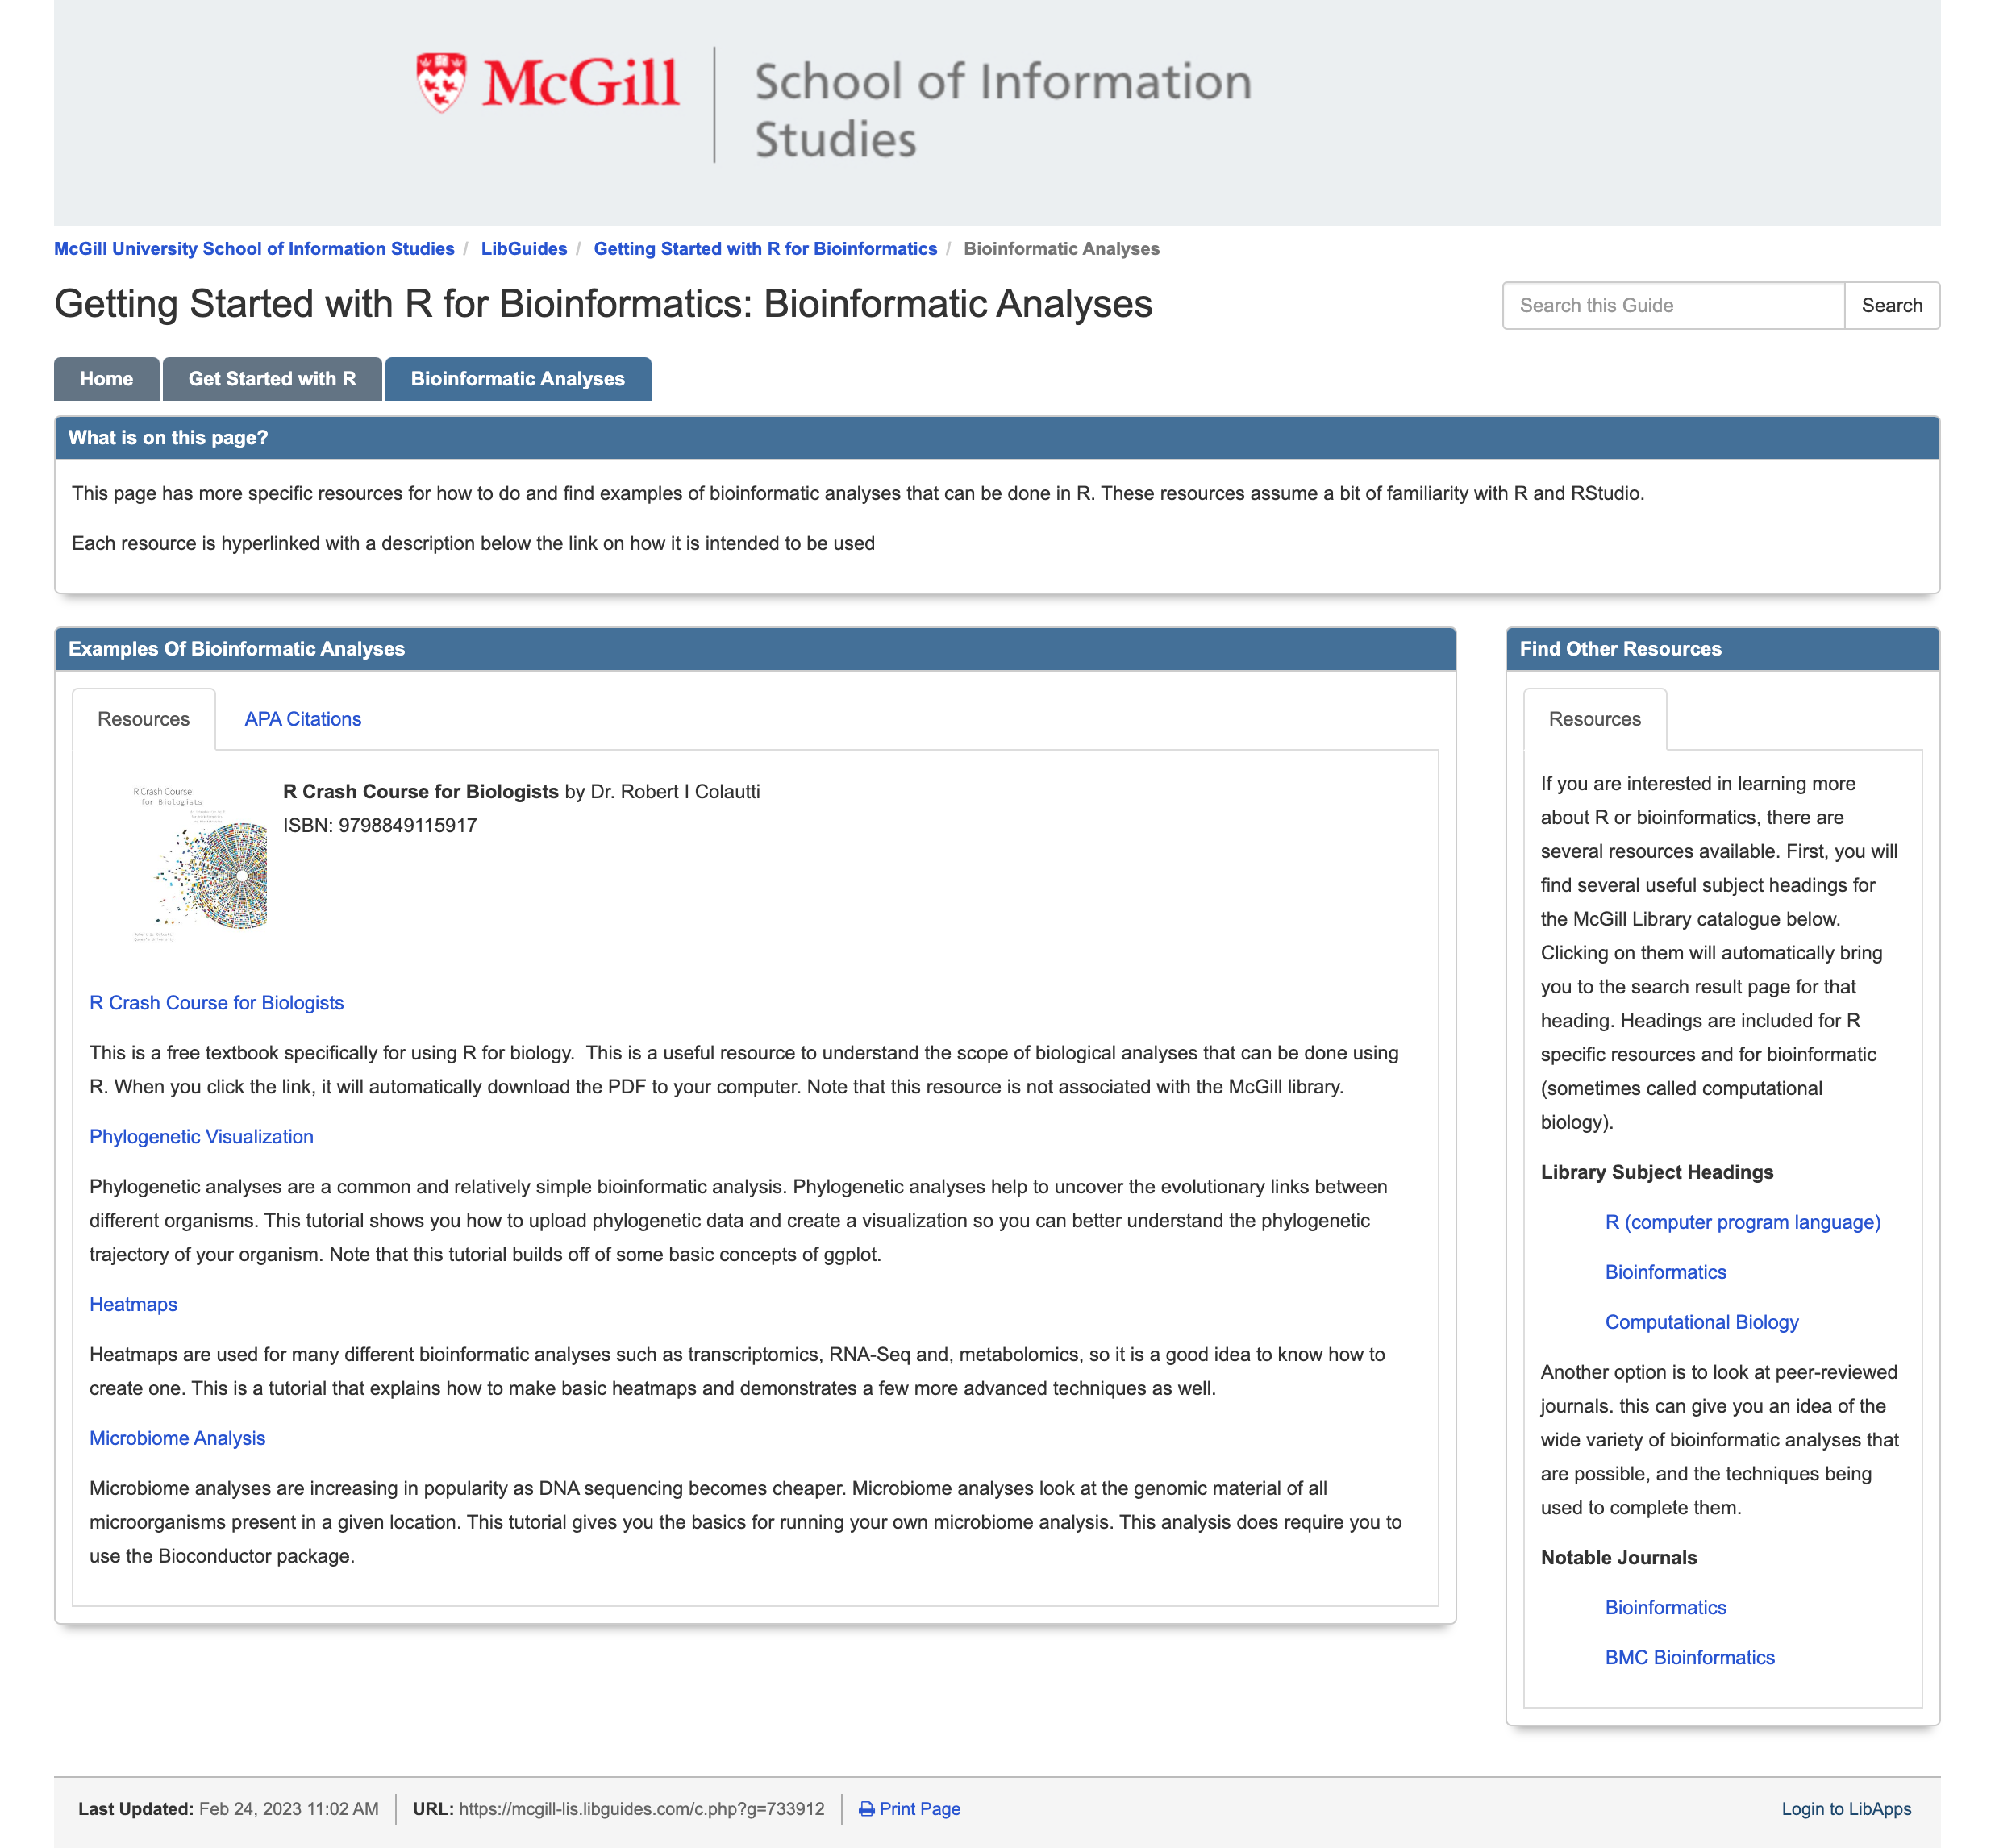 McGill
School of Information
Studies
McGill University School of Information Studies / LibGuides / Getting Started with R for Bioinformatics / Bioinformatic Analyses
Getting Started with R for Bioinformatics: Bioinformatic Analyses
Search this Guide
Search
Home
Get Started with R
Bioinformatic Analyses
What is on this page?
This page has more specific resources for how to do and find examples of bioinformatic analyses that can be done in R. These resources assume a bit of familiarity with R and RStudio.
Each resource is hyperlinked with a description below the link on how it is intended to be used
Examples Of Bioinformatic Analyses
Resources
APA Citations
R Crash Course
for Biologists
R Crash Course for Biologists by Dr. Robert I Colautti
ISBN: 9798849115917
R Crash Course for Biologists
This is a free textbook specifically for using R for biology.  This is a useful resource to understand the scope of biological analyses that can be done using
R. When you click the link, it will automatically download the PDF to your computer. Note that this resource is not associated with the McGill library.
Phylogenetic Visualization
Phylogenetic analyses are a common and relatively simple bioinformatic analysis. Phylogenetic analyses help to uncover the evolutionary links between
different organisms. This tutorial shows you how to upload phylogenetic data and create a visualization so you can better understand the phylogenetic
trajectory of your organism. Note that this tutorial builds off of some basic concepts of ggplot.
Heatmaps
Heatmaps are used for many different bioinformatic analyses such as transcriptomics, RNA-Seq and, metabolomics, so it is a good idea to know how to
create one. This is a tutorial that explains how to make basic heatmaps and demonstrates a few more advanced techniques as well.
Microbiome Analysis
Microbiome analyses are increasing in popularity as DNA sequencing becomes cheaper. Microbiome analyses look at the genomic material of all
microorganisms present in a given location. This tutorial gives you the basics for running your own microbiome analysis. This analysis does require you to
use the Bioconductor package.
Find Other Resources
Resources
If you are interested in learning more
about R or bioinformatics, there are
several resources available. First, you will
find several useful subject headings for
the McGill Library catalogue below.
Clicking on them will automatically bring
you to the search result page for that
heading. Headings are included for R
specific resources and for bioinformatic
(sometimes called computational
biology).
Library Subject Headings
R (computer program language)
Bioinformatics
Computational Biology
Another option is to look at peer-reviewed
journals. this can give you an idea of the
wide variety of bioinformatic analyses that
are possible, and the techniques being
used to complete them.
Notable Journals
Bioinformatics
BMC Bioinformatics
Last Updated: Feb 24, 2023 11:02 AM
URL: https://mcgill-lis.libguides.com/c.php?g=733912
Print Page
Login to LibApps